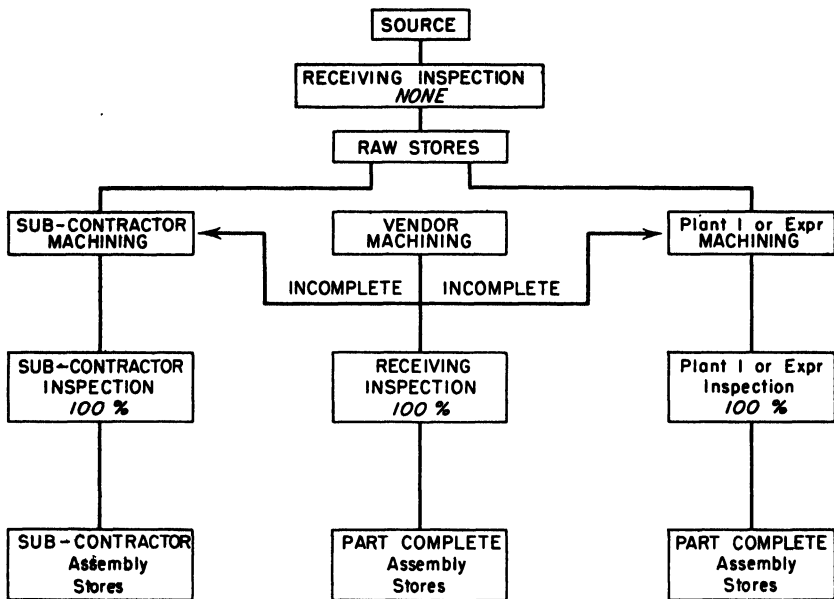 SOURCE
RECEIVING INSPECTION
NONE
RAW STORES
SUB-CONTRACTOR
MACHINING
VENDOR
MACHINING
Plant I or Expr
MACHINING
INCOMPLETE
INCOMPLETE
SUB-CONTRACTOR
INSPECTION
100 %
RECEIVING
INSPECTION
100 %
Plant I or Expr
Inspection
100 %
SUB-CONTRACTOR
Assembly
Stores
PART COMPLETE
Assembly
Stores
PART COMPLETE
Assembly
Stores